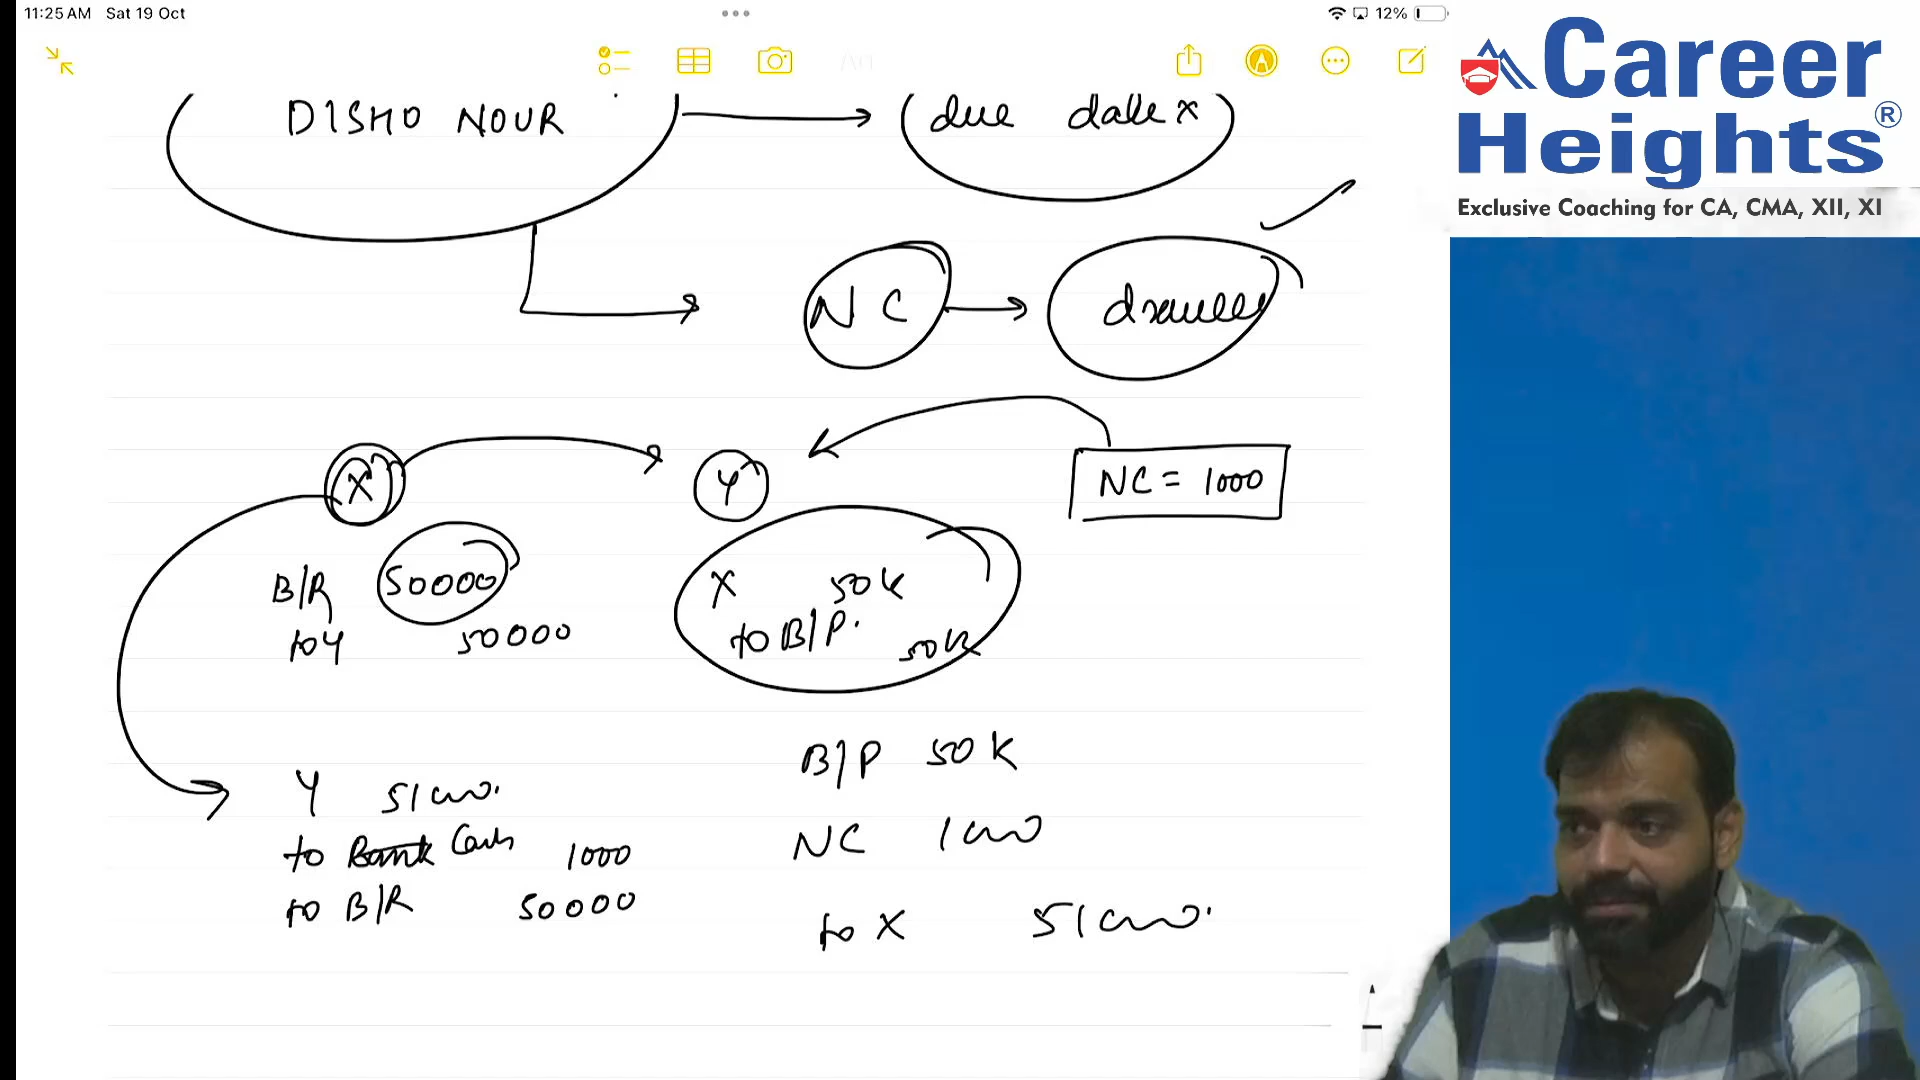 11:25 AM Sat 19 Oct
12%
Career
Heights®
Exclusive Coaching for CA, CMA, XII, XI
DISHO NOUR
(due date x)
NC
drawee
X
Y
NC = 1000
B/R 50000
to Y 50000
X 50K
to B/P. 50K
Y 51000.
to Bank Cash 1000
to B/R 50000
B/P 50K
NC 1000
to X 51000.